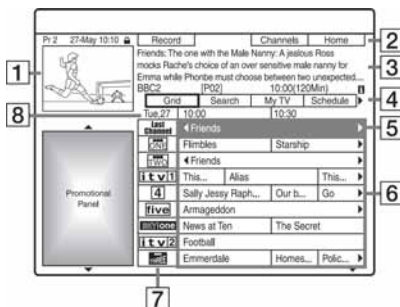 Pr 2 27-May 10:10 Record Channels Home
Friends: The one with the Male Nanny: A jealous Ross
mocks Rache's choice of an over sensitive male nanny for
Emma while Phonbe must choose between two unexpected....
BBC2 [P02] 10:00(120Min)
Grid Search My TV Schedule
Tue,27 10:00 10:30
Last Channel Friends
ONE Flimbles Starship
TWO Friends
itv1 This... Alias This...
4 Sally Jessy Raph... Our b... Go
five Armageddon
one News at Ten The Secret
itv2 Football
Emmerdale Homes... Polic...
Promotional
Panel
1
2
3
4
5
6
7
8